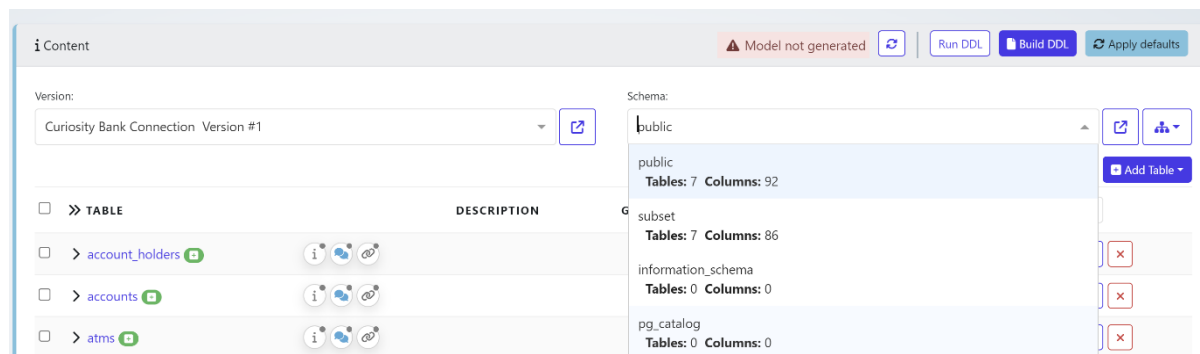 i Content
Model not generated
Run DDL
Build DDL
Apply defaults
Version:
Schema:
Curiosity Bank Connection Version #1
public
public
Tables: 7 Columns: 92
Add Table
TABLE
DESCRIPTION
G
subset
Tables: 7 Columns: 86
account_holders
information_schema
Tables: 0 Columns: 0
accounts
pg_catalog
Tables: 0 Columns: 0
atms